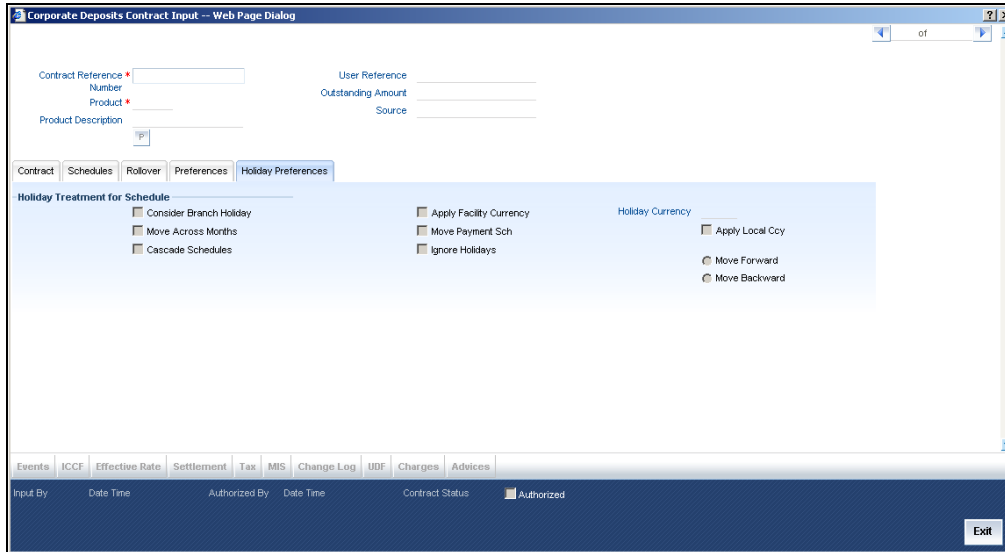 Corporate Deposits Contract Input -- Web Page Dialog
of
Contract Reference *
Number
User Reference
Product *
Outstanding Amount
Product Description
Source
P
Contract Schedules Rollover Preferences Holiday Preferences
Holiday Treatment for Schedule
Consider Branch Holiday Apply Facility Currency Holiday Currency
Move Across Months Move Payment Sch Apply Local Ccy
Cascade Schedules Ignore Holidays
Move Forward
Move Backward
Events ICCF Effective Rate Settlement Tax MIS Change Log UDF Charges Advices
Input By Date Time Authorized By Date Time Contract Status Authorized
Exit